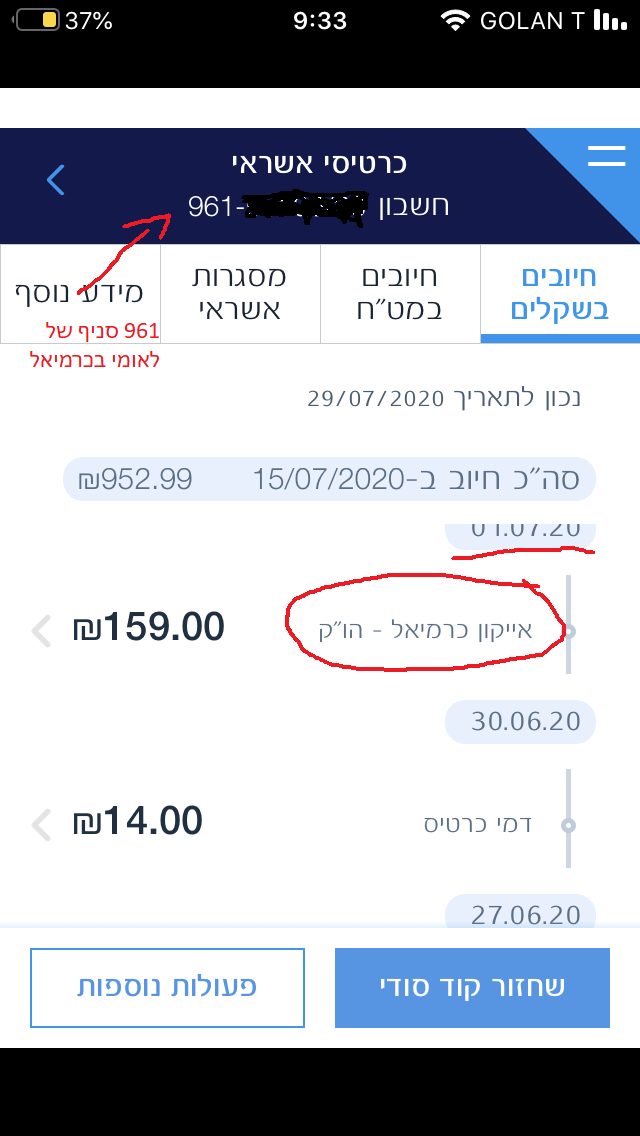 37% 9:33 GOLAN T
כרטיסי אשראי
חשבון 961-
חיובים בשקלים
חיובים במט"ח
מסגרות אשראי
מידע נוסף
961 סניף של
לאומי בכרמיאל
נכון לתאריך 29/07/2020
סה"כ חיוב ב-15/07/2020 ₪952.99
01.07.20
אייקון כרמיאל - הו"ק ₪159.00
30.06.20
דמי כרטיס ₪14.00
27.06.20
שחזור קוד סודי
פעולות נוספות